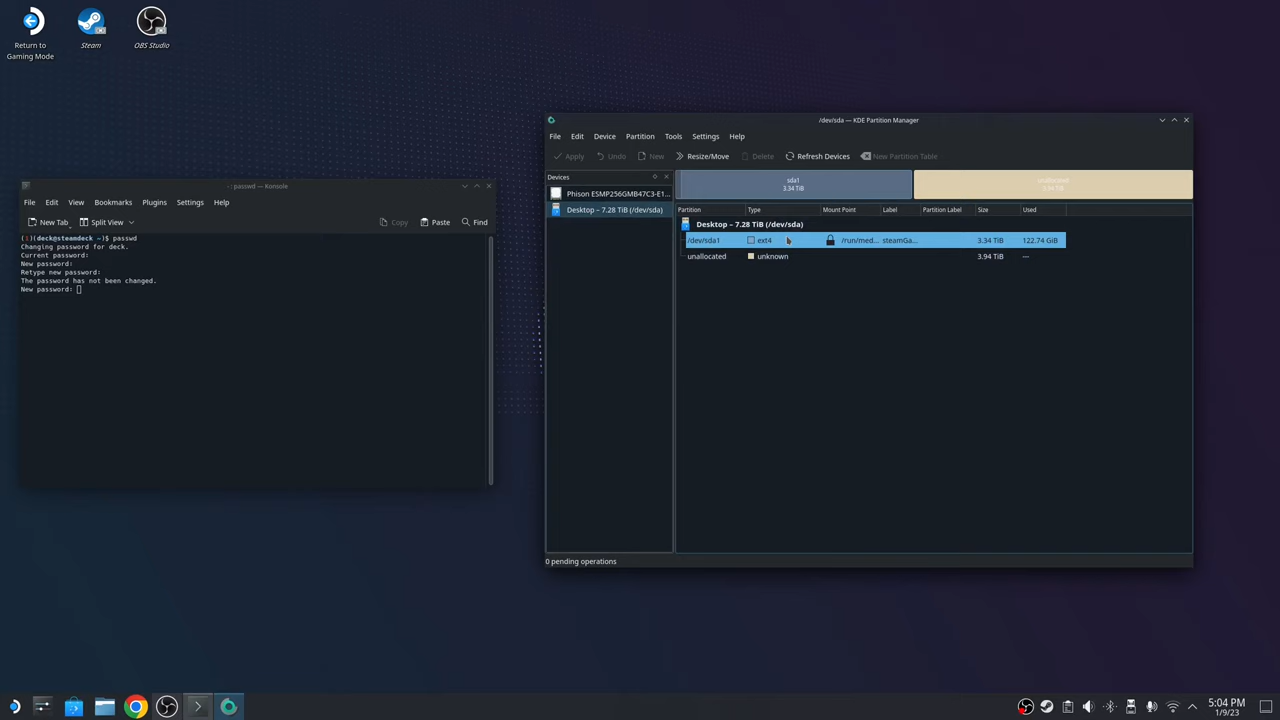 Return to
Gaming Mode
Steam
OBS Studio
- : passwd — Konsole
File Edit View Bookmarks Plugins Settings Help
New Tab Split View Copy Paste Find
(1)(deck@steamdeck ~)$ passwd
Changing password for deck.
Current password:
New password:
Retype new password:
The password has not been changed.
New password:
/dev/sda — KDE Partition Manager
File Edit Device Partition Tools Settings Help
Apply Undo New Resize/Move Delete Refresh Devices New Partition Table
Devices
Phison ESMP256GMB47C3-E1...
Desktop – 7.28 TiB (/dev/sda)
sda1
3.34 TiB
unallocated
3.94 TiB
Partition Type Mount Point Label Partition Label Size Used
Desktop – 7.28 TiB (/dev/sda)
/dev/sda1 ext4 /run/med... steamGa... 3.34 TiB 122.74 GiB
unallocated unknown 3.94 TiB ---
0 pending operations
5:04 PM
1/9/23